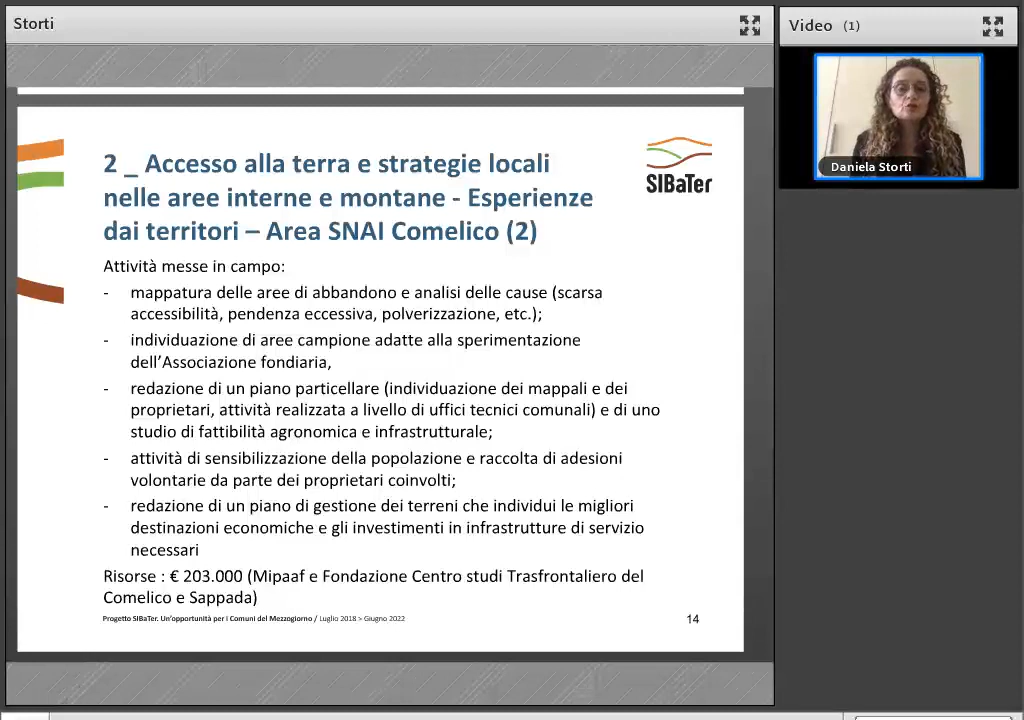 Storti
Video (1)
Daniela Storti
SIBaTer
2 _ Accesso alla terra e strategie locali
nelle aree interne e montane - Esperienze
dai territori – Area SNAI Comelico (2)
Attività messe in campo:
- mappatura delle aree di abbandono e analisi delle cause (scarsa
accessibilità, pendenza eccessiva, polverizzazione, etc.);
- individuazione di aree campione adatte alla sperimentazione
dell’Associazione fondiaria,
- redazione di un piano particellare (individuazione dei mappali e dei
proprietari, attività realizzata a livello di uffici tecnici comunali) e di uno
studio di fattibilità agronomica e infrastrutturale;
- attività di sensibilizzazione della popolazione e raccolta di adesioni
volontarie da parte dei proprietari coinvolti;
- redazione di un piano di gestione dei terreni che individui le migliori
destinazioni economiche e gli investimenti in infrastrutture di servizio
necessari
Risorse : € 203.000 (Mipaaf e Fondazione Centro studi Trasfrontaliero del
Comelico e Sappada)
Progetto SIBaTer. Un’opportunità per i Comuni del Mezzogiorno / Luglio 2018 > Giugno 2022
14